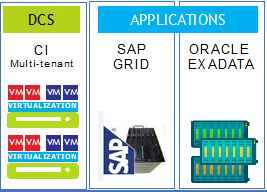 DCS
CI
Multi-tenant
VM VM VM VM
VIRTUALIZATION
VM VM VM VM
VIRTUALIZATION
APPLICATIONS
SAP
GRID
SAP
ORACLE
EXADATA